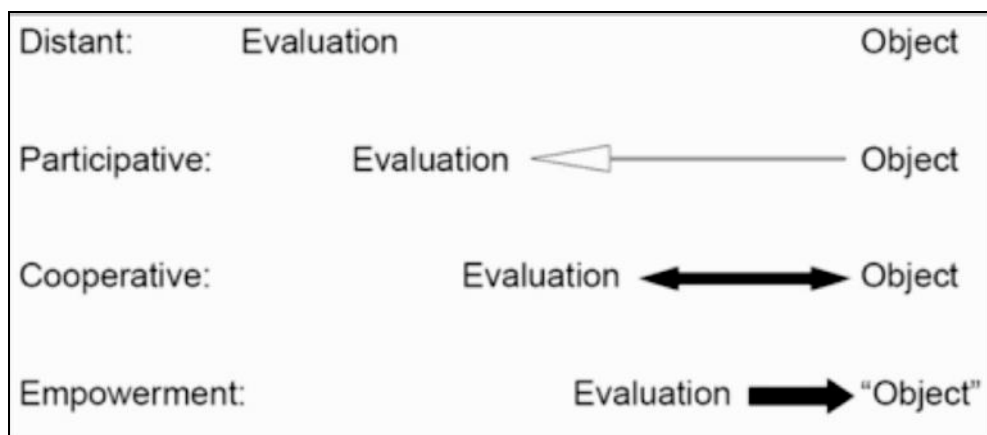 Distant: Evaluation Object
Participative: Evaluation Object
Cooperative: Evaluation Object
Empowerment: Evaluation “Object”